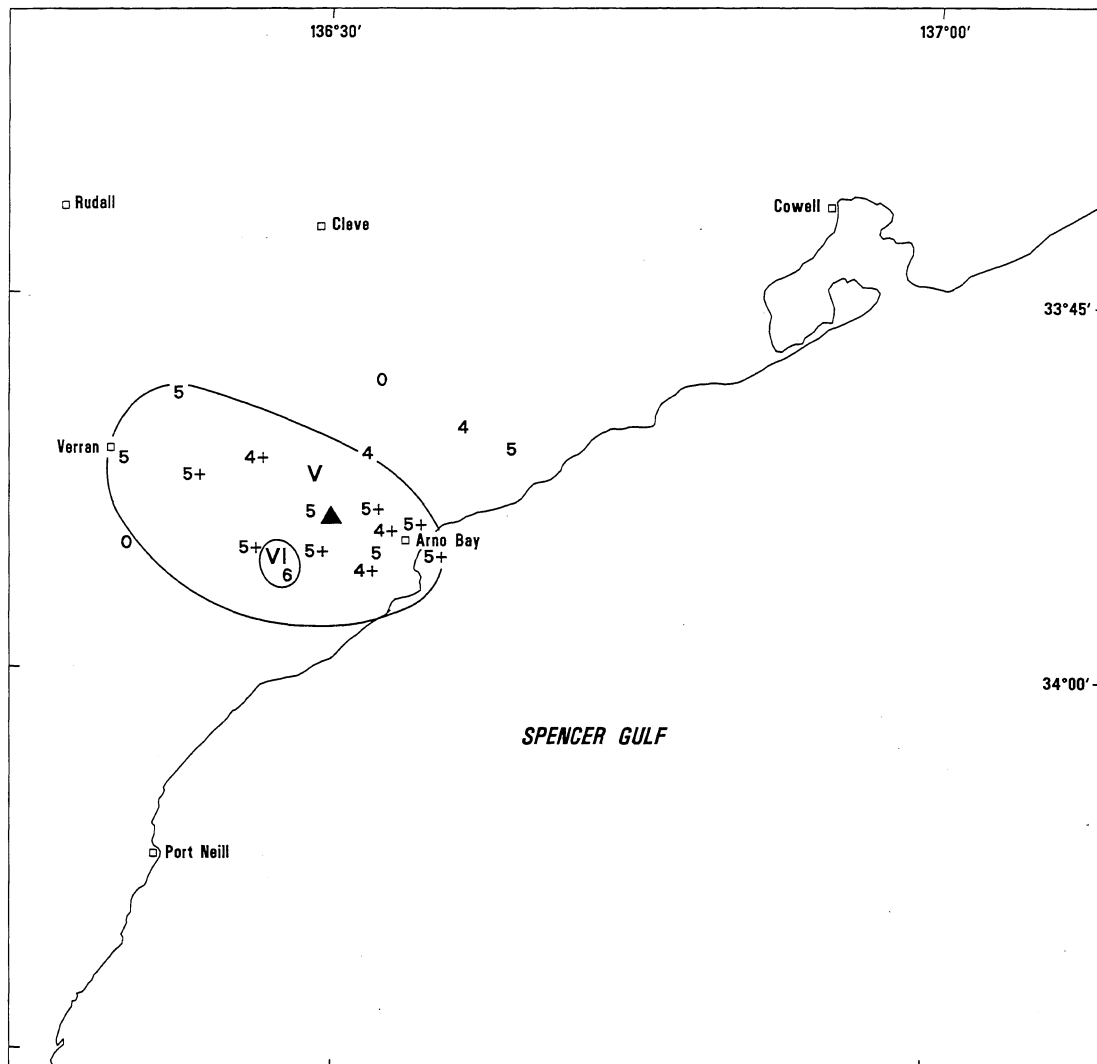 136°30' 137°00'
Rudall
Cowell
Cleve
33°45'
0
5
4
Verran 5 4+ 4 5
5+ V
5 5+
0 4+ 5+
Arno Bay
5+ VI 5+ 5 5+
6 4+
34°00'
SPENCER GULF
Port Neill